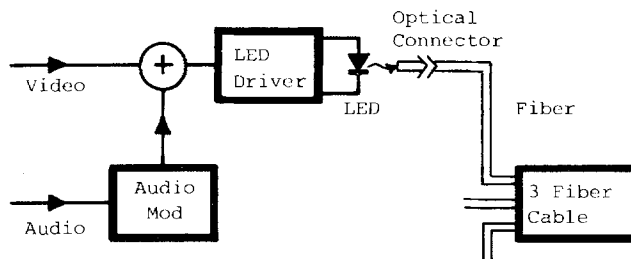 Optical
Connector
LED
Driver
Video
LED
Fiber
Audio
Mod
Audio
3 Fiber
Cable